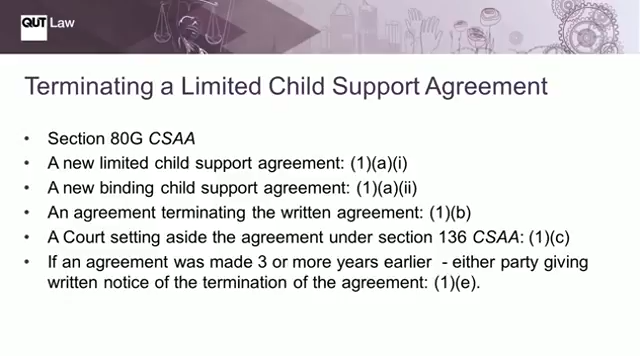 QUT Law
Terminating a Limited Child Support Agreement
• Section 80G CSAA
• A new limited child support agreement: (1)(a)(i)
• A new binding child support agreement: (1)(a)(ii)
• An agreement terminating the written agreement: (1)(b)
• A Court setting aside the agreement under section 136 CSAA: (1)(c)
• If an agreement was made 3 or more years earlier - either party giving
written notice of the termination of the agreement: (1)(e).